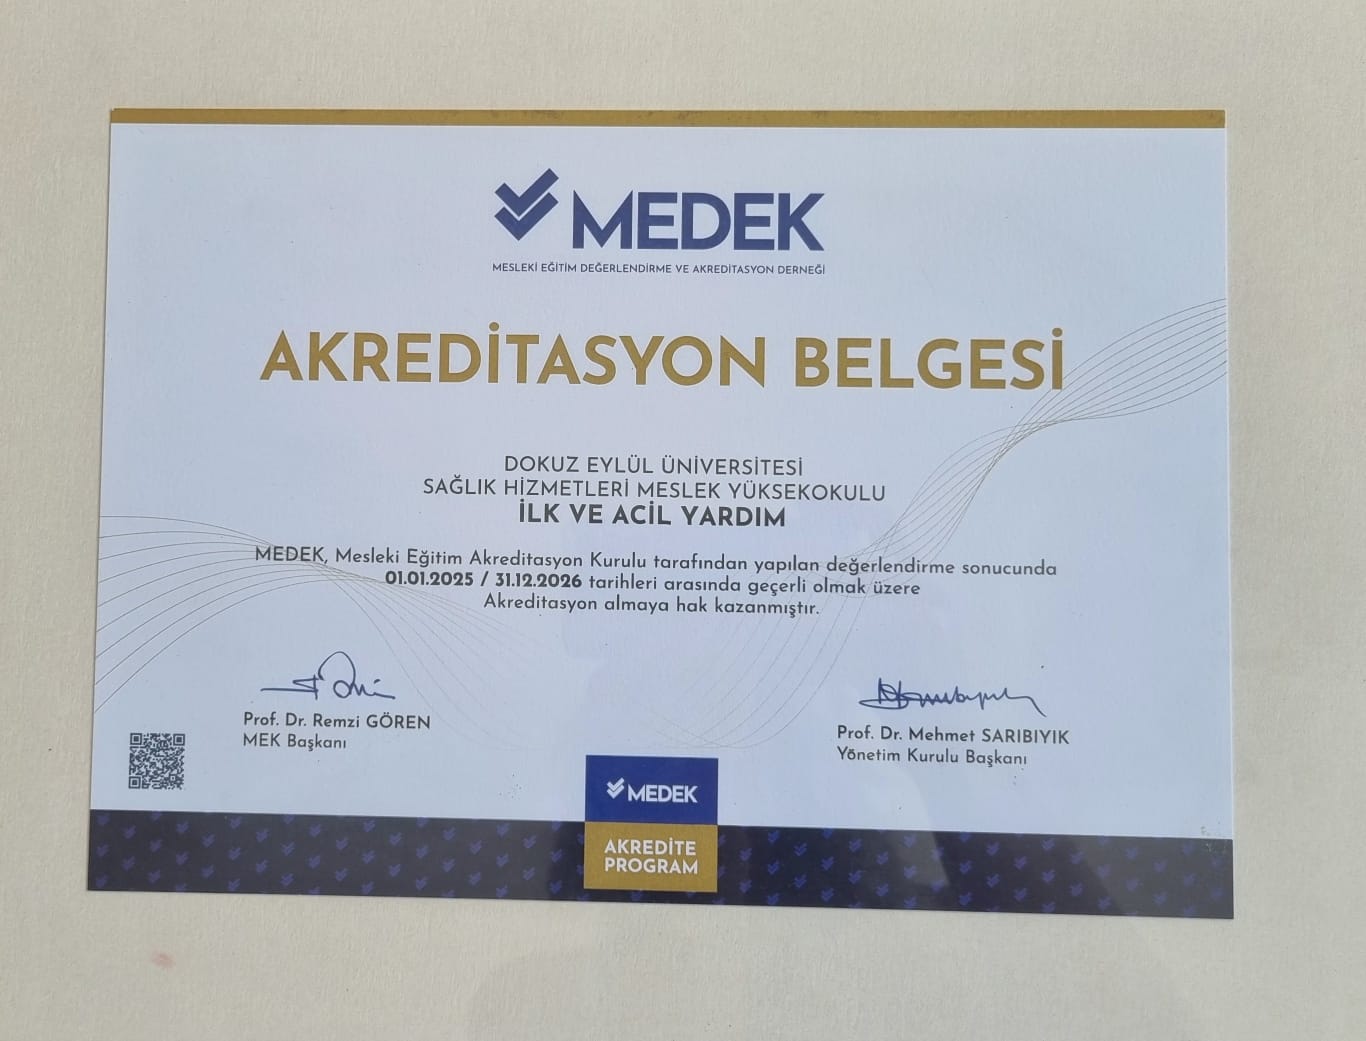 MEDEK
MESLEKİ EĞİTİM DEĞERLENDİRME VE AKREDİTASYON DERNEĞİ
AKREDİTASYON BELGESİ
DOKUZ EYLÜL ÜNİVERSİTESİ
SAĞLIK HİZMETLERİ MESLEK YÜKSEKOKULU
İLK VE ACİL YARDIM
MEDEK, Mesleki Eğitim Akreditasyon Kurulu tarafından yapılan değerlendirme sonucunda
01.01.2025 / 31.12.2026 tarihleri arasında geçerli olmak üzere
Akreditasyon almaya hak kazanmıştır.
Prof. Dr. Remzi GÖREN
MEK Başkanı
Prof. Dr. Mehmet SARIBIYIK
Yönetim Kurulu Başkanı
MEDEK
AKREDİTE
PROGRAM